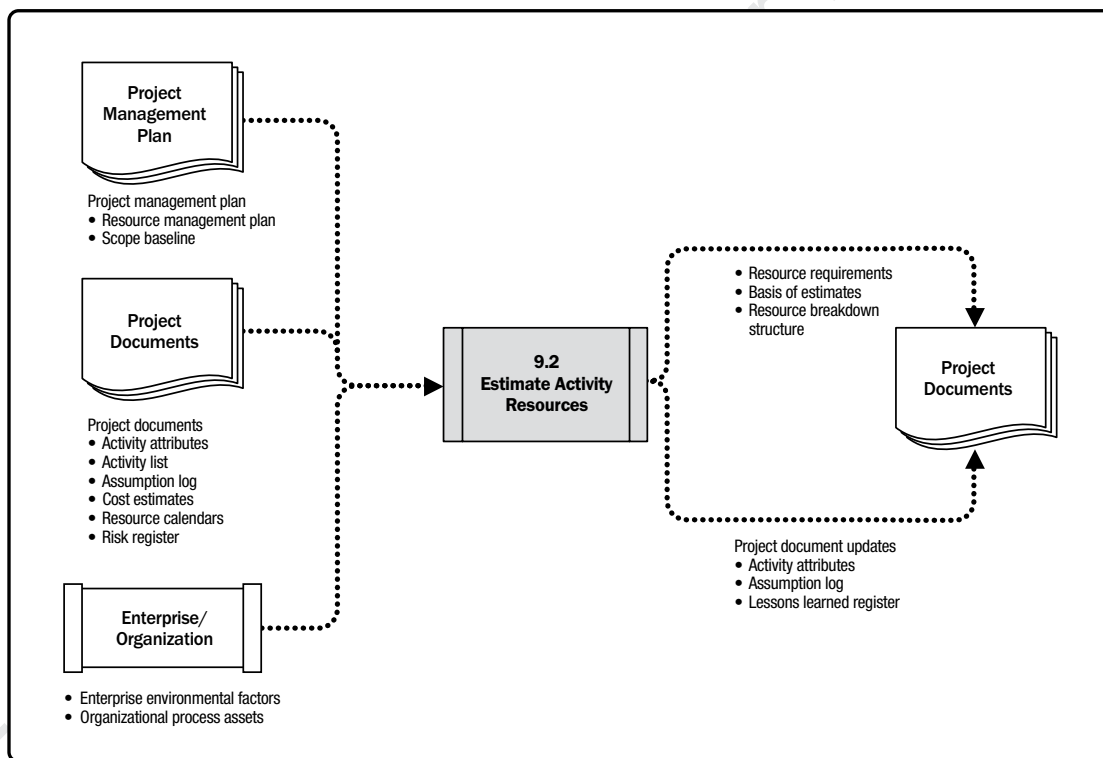 Project
Management
Plan
Project management plan
• Resource management plan
• Scope baseline
Project
Documents
Project documents
• Activity attributes
• Activity list
• Assumption log
• Cost estimates
• Resource calendars
• Risk register
Enterprise/
Organization
• Enterprise environmental factors
• Organizational process assets
9.2
Estimate Activity
Resources
• Resource requirements
• Basis of estimates
• Resource breakdown
structure
Project
Documents
Project document updates
• Activity attributes
• Assumption log
• Lessons learned register